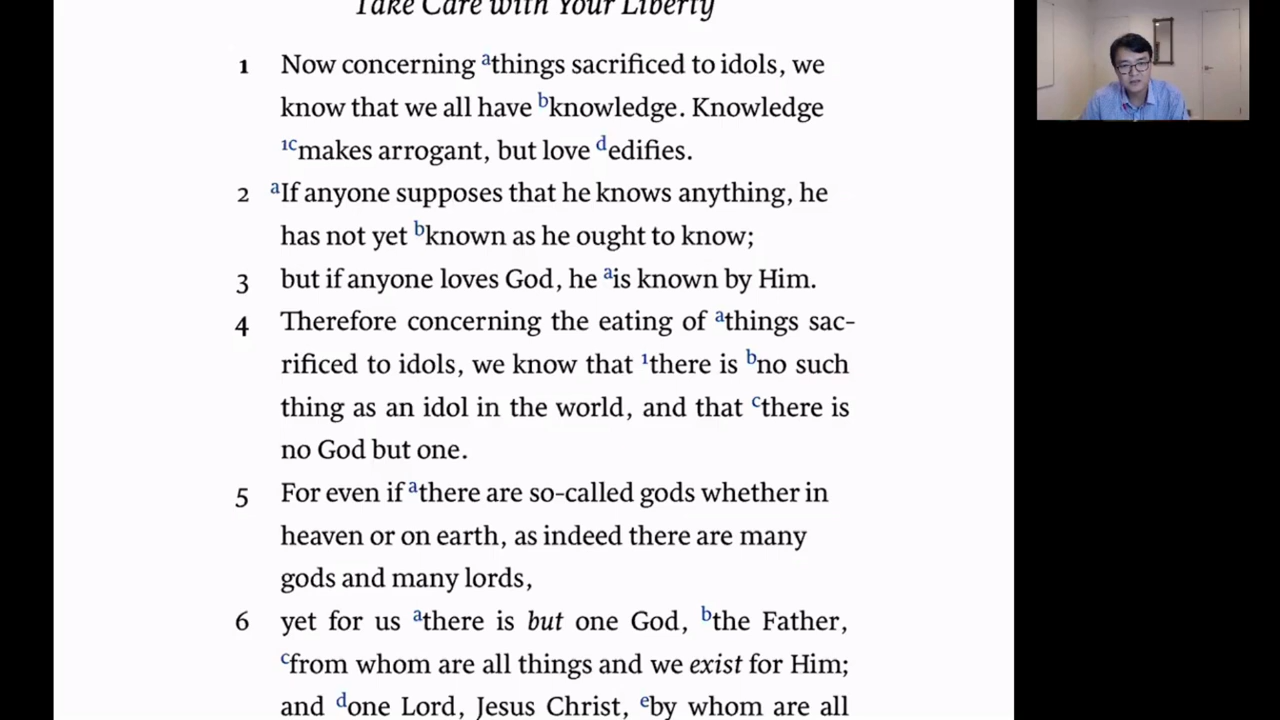 Take Care with Your Liberty
1 Now concerning ᵃthings sacrificed to idols, we
know that we all have ᵇknowledge. Knowledge
¹ᶜmakes arrogant, but love ᵈedifies.
2 ᵃIf anyone supposes that he knows anything, he
has not yet ᵇknown as he ought to know;
3 but if anyone loves God, he ᵃis known by Him.
4 Therefore concerning the eating of ᵃthings sac-
rificed to idols, we know that ¹there is ᵇno such
thing as an idol in the world, and that ᶜthere is
no God but one.
5 For even if ᵃthere are so-called gods whether in
heaven or on earth, as indeed there are many
gods and many lords,
6 yet for us ᵃthere is but one God, ᵇthe Father,
ᶜfrom whom are all things and we exist for Him;
and ᵈone Lord, Jesus Christ, ᵉby whom are all